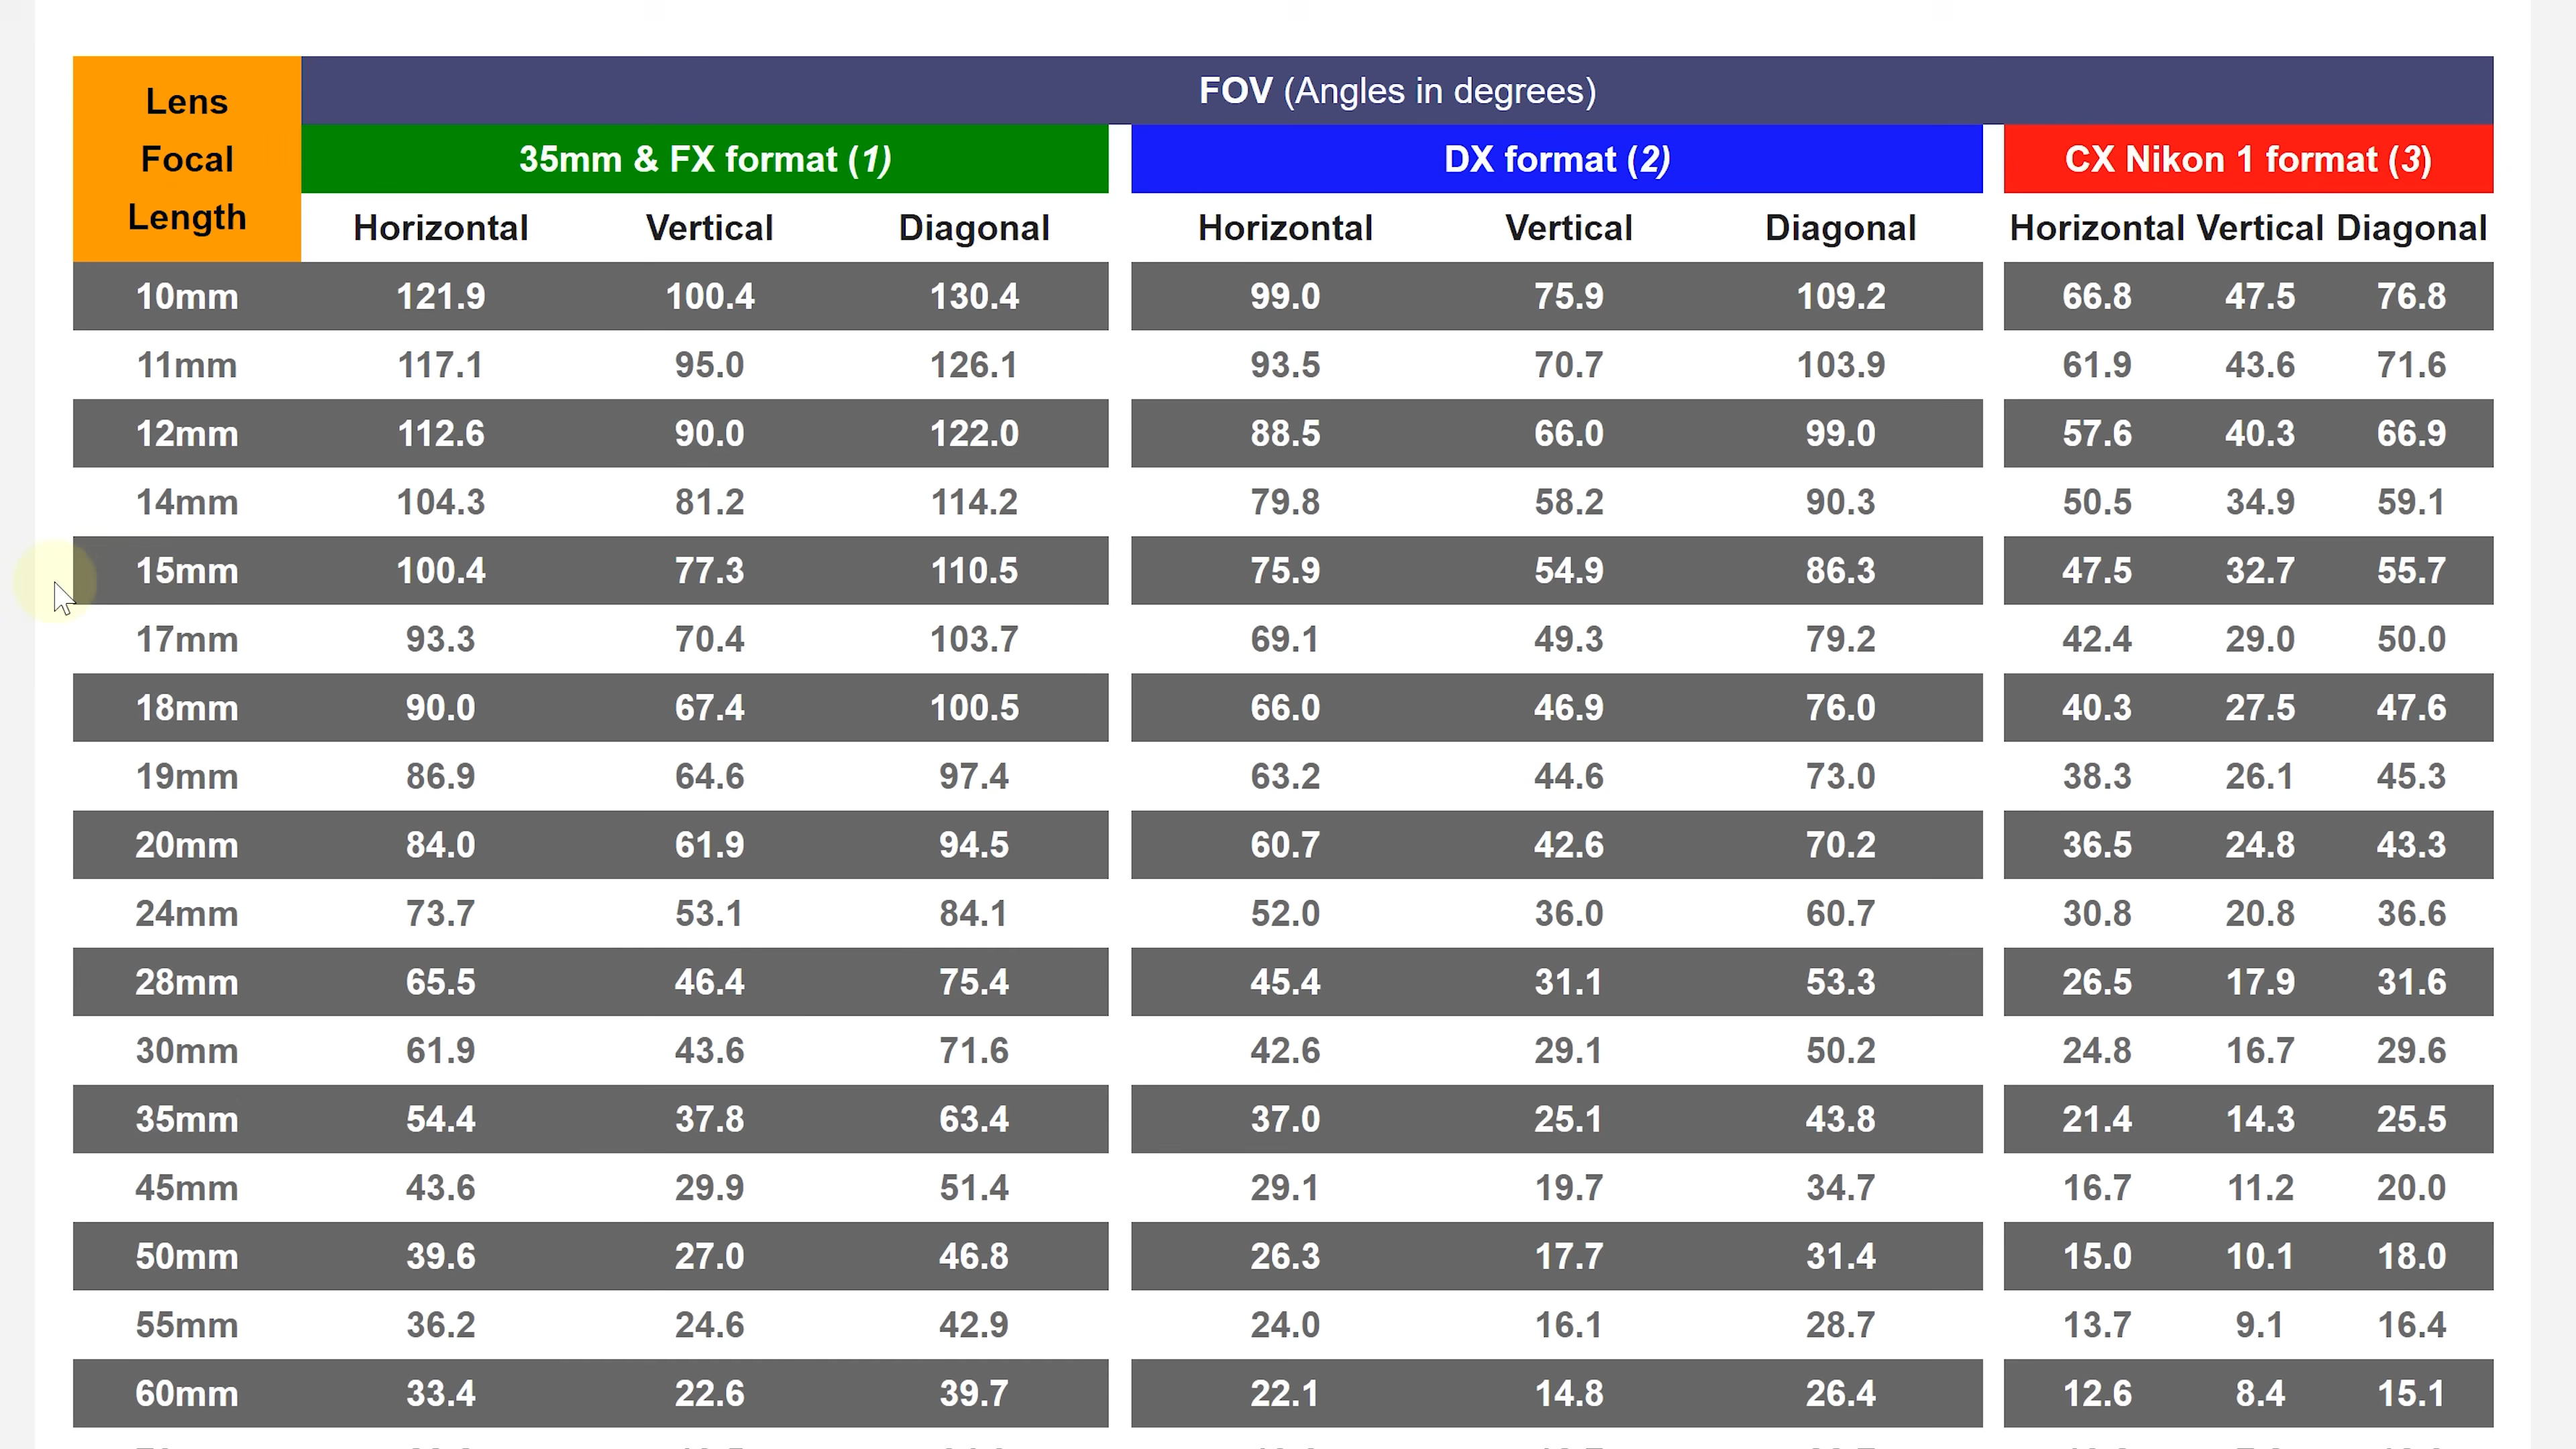 Lens
Focal
Length
FOV (Angles in degrees)
35mm & FX format (1) DX format (2) CX Nikon 1 format (3)
Horizontal Vertical Diagonal Horizontal Vertical Diagonal Horizontal Vertical Diagonal
10mm 121.9 100.4 130.4 99.0 75.9 109.2 66.8 47.5 76.8
11mm 117.1 95.0 126.1 93.5 70.7 103.9 61.9 43.6 71.6
12mm 112.6 90.0 122.0 88.5 66.0 99.0 57.6 40.3 66.9
14mm 104.3 81.2 114.2 79.8 58.2 90.3 50.5 34.9 59.1
15mm 100.4 77.3 110.5 75.9 54.9 86.3 47.5 32.7 55.7
17mm 93.3 70.4 103.7 69.1 49.3 79.2 42.4 29.0 50.0
18mm 90.0 67.4 100.5 66.0 46.9 76.0 40.3 27.5 47.6
19mm 86.9 64.6 97.4 63.2 44.6 73.0 38.3 26.1 45.3
20mm 84.0 61.9 94.5 60.7 42.6 70.2 36.5 24.8 43.3
24mm 73.7 53.1 84.1 52.0 36.0 60.7 30.8 20.8 36.6
28mm 65.5 46.4 75.4 45.4 31.1 53.3 26.5 17.9 31.6
30mm 61.9 43.6 71.6 42.6 29.1 50.2 24.8 16.7 29.6
35mm 54.4 37.8 63.4 37.0 25.1 43.8 21.4 14.3 25.5
45mm 43.6 29.9 51.4 29.1 19.7 34.7 16.7 11.2 20.0
50mm 39.6 27.0 46.8 26.3 17.7 31.4 15.0 10.1 18.0
55mm 36.2 24.6 42.9 24.0 16.1 28.7 13.7 9.1 16.4
60mm 33.4 22.6 39.7 22.1 14.8 26.4 12.6 8.4 15.1